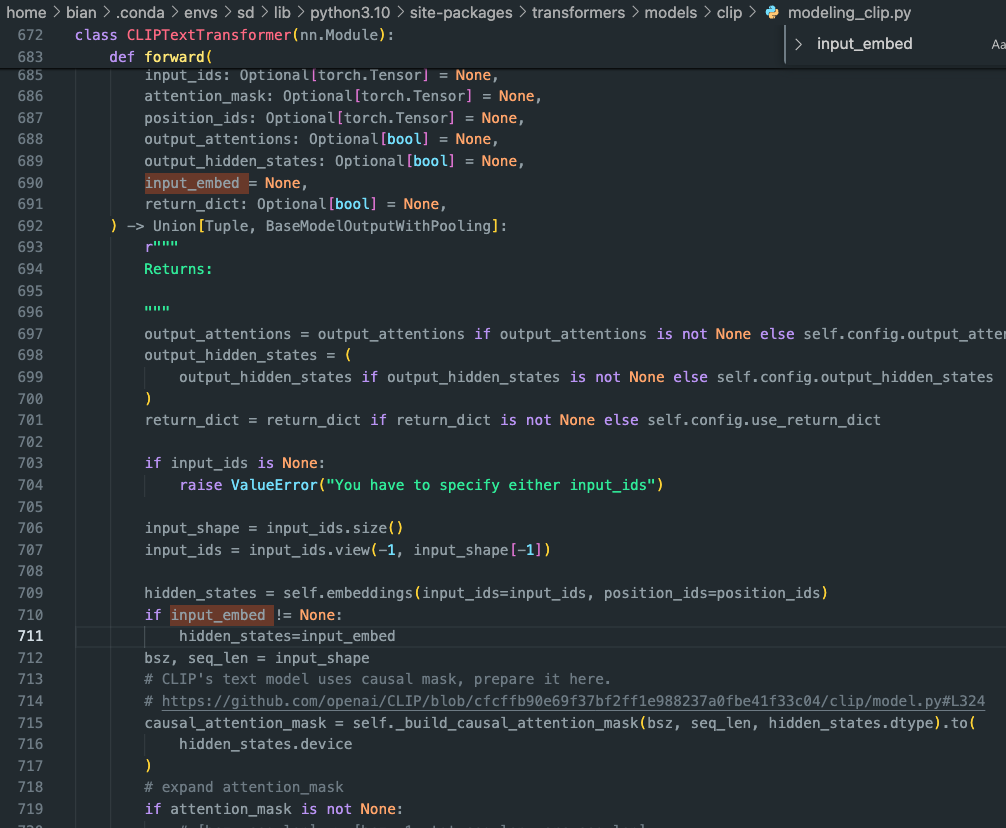 home > bian > .conda > envs > sd > lib > python3.10 > site-packages > transformers > models > clip > modeling_clip.py
> input_embed Aa
672 class CLIPTextTransformer(nn.Module):
683     def forward(
685         input_ids: Optional[torch.Tensor] = None,
686         attention_mask: Optional[torch.Tensor] = None,
687         position_ids: Optional[torch.Tensor] = None,
688         output_attentions: Optional[bool] = None,
689         output_hidden_states: Optional[bool] = None,
690         input_embed = None,
691         return_dict: Optional[bool] = None,
692     ) -> Union[Tuple, BaseModelOutputWithPooling]:
693         r"""
694         Returns:
695
696         """
697         output_attentions = output_attentions if output_attentions is not None else self.config.output_atten
698         output_hidden_states = (
699             output_hidden_states if output_hidden_states is not None else self.config.output_hidden_states
700         )
701         return_dict = return_dict if return_dict is not None else self.config.use_return_dict
702
703         if input_ids is None:
704             raise ValueError("You have to specify either input_ids")
705
706         input_shape = input_ids.size()
707         input_ids = input_ids.view(-1, input_shape[-1])
708
709         hidden_states = self.embeddings(input_ids=input_ids, position_ids=position_ids)
710         if input_embed != None:
711             hidden_states=input_embed
712         bsz, seq_len = input_shape
713         # CLIP's text model uses causal mask, prepare it here.
714         # https://github.com/openai/CLIP/blob/cfcffb90e69f37bf2ff1e988237a0fbe41f33c04/clip/model.py#L324
715         causal_attention_mask = self._build_causal_attention_mask(bsz, seq_len, hidden_states.dtype).to(
716             hidden_states.device
717         )
718         # expand attention_mask
719         if attention_mask is not None: